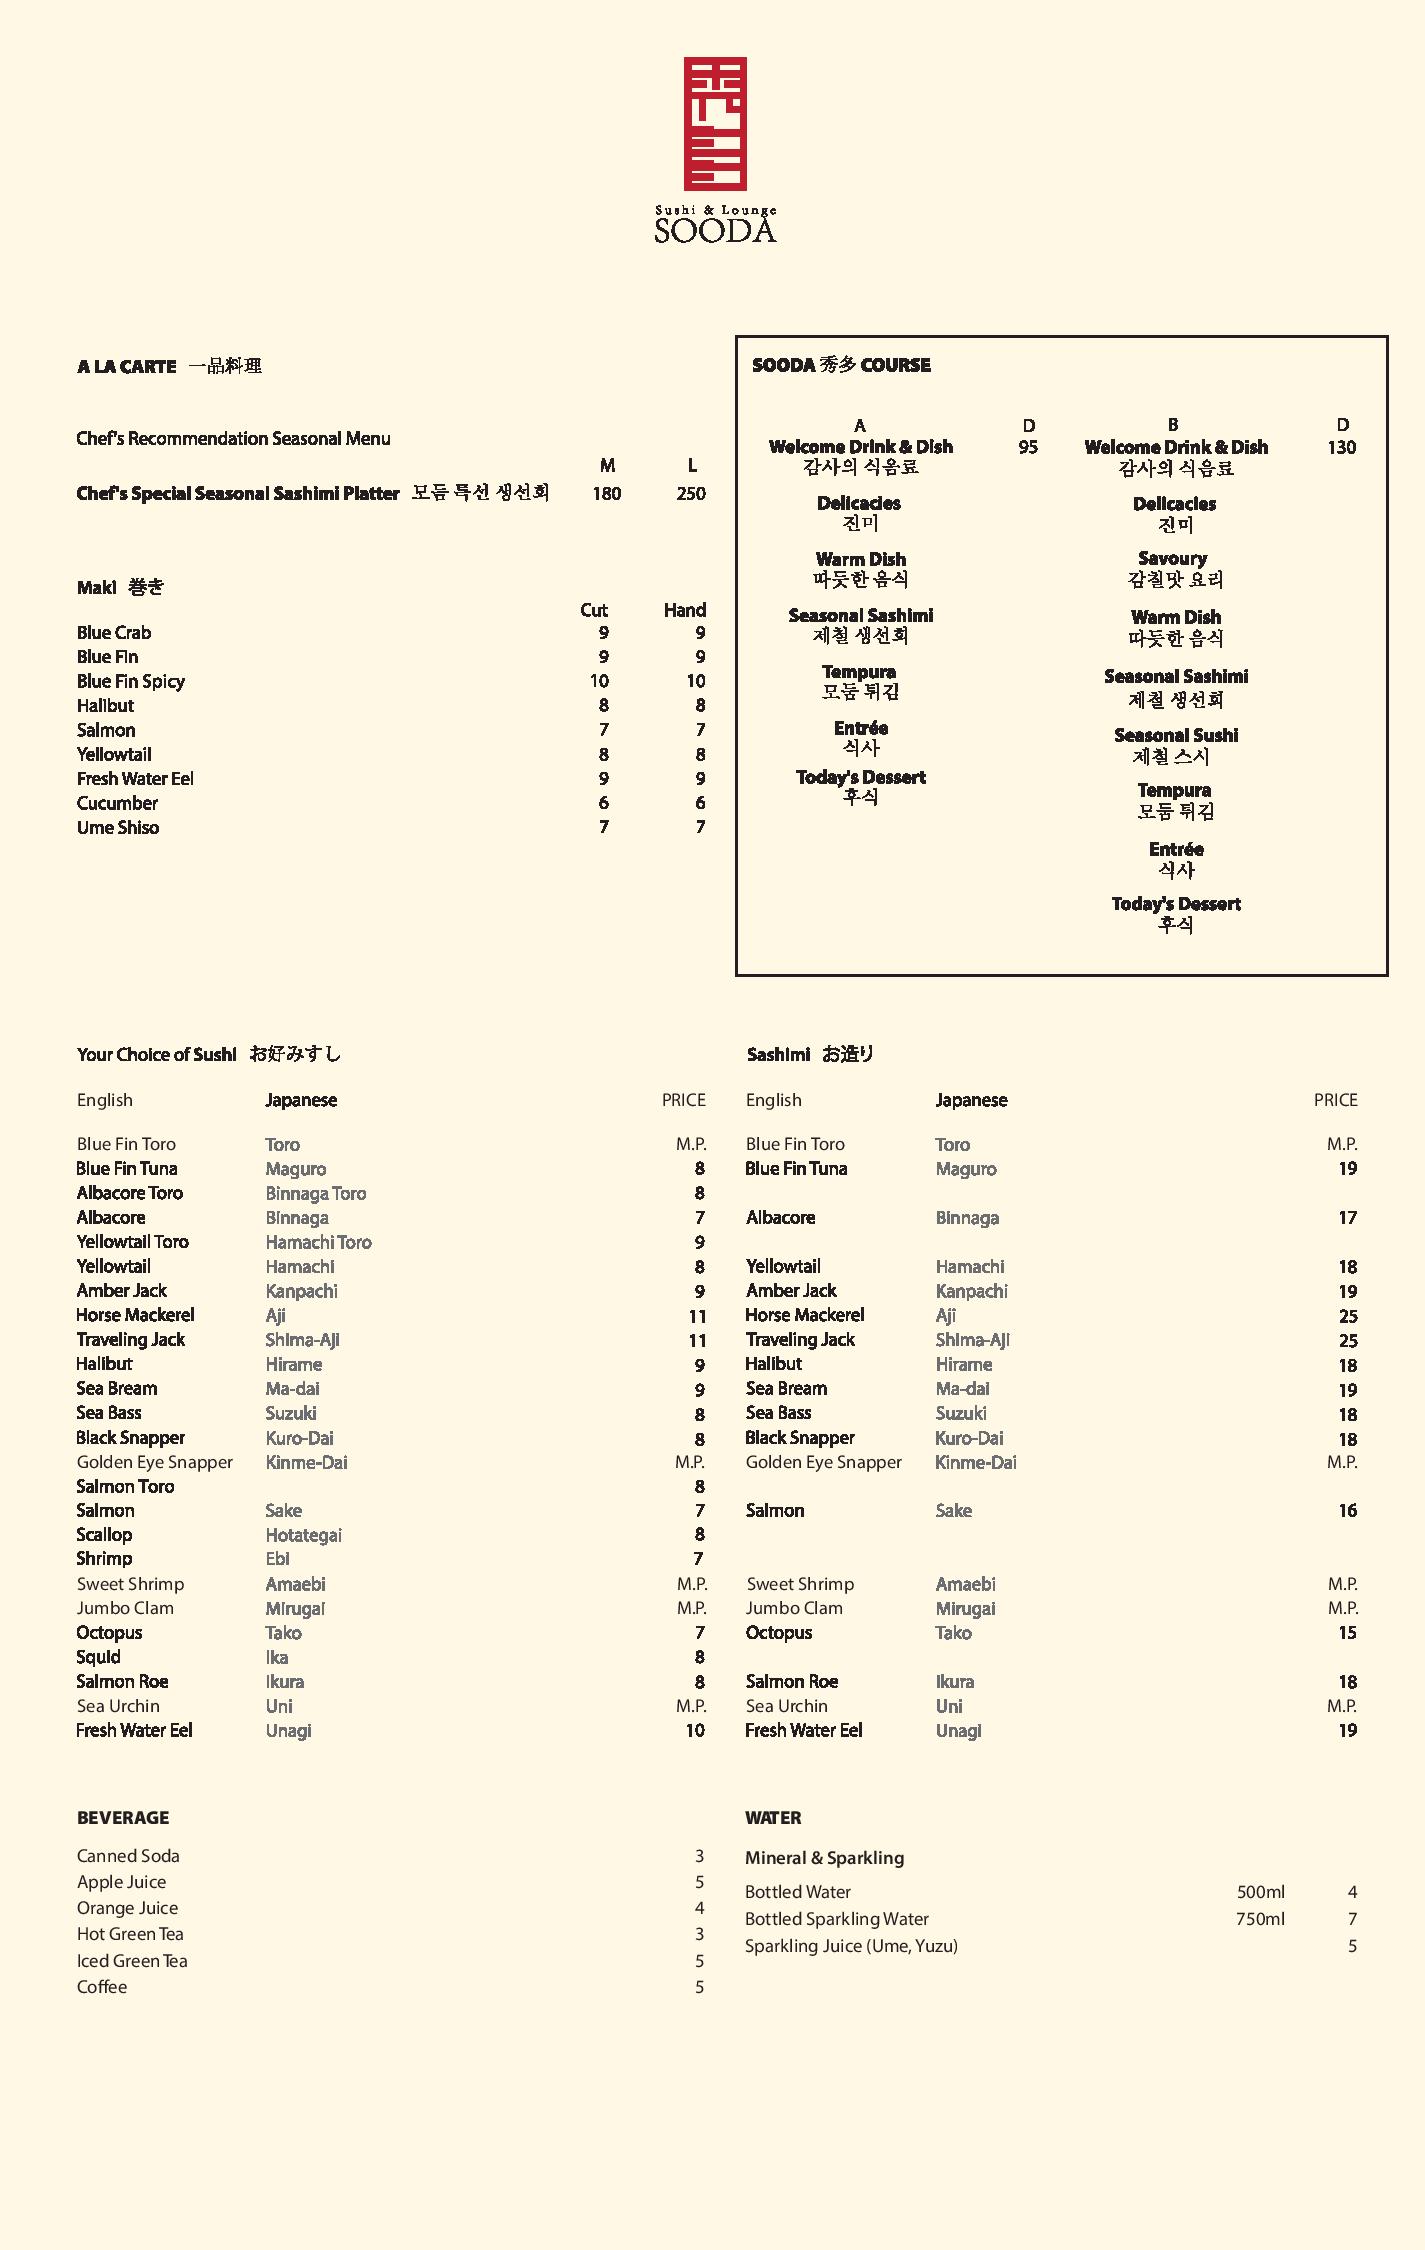 Sushi & Lounge
SOODA
A LA CARTE 一品料理
Chef's Recommendation Seasonal Menu
M L
Chef's Special Seasonal Sashimi Platter 모듬 특선 생선회 180 250
Maki 巻き
Cut Hand
Blue Crab 9 9
Blue Fin 9 9
Blue Fin Spicy 10 10
Halibut 8 8
Salmon 7 7
Yellowtail 8 8
Fresh Water Eel 9 9
Cucumber 6 6
Ume Shiso 7 7
SOODA 秀多 COURSE
A D
Welcome Drink & Dish 95
감사의 식음료
Delicacies
진미
Warm Dish
따듯한 음식
Seasonal Sashimi
제철 생선회
Tempura
모둠 튀김
Entrée
식사
Today's Dessert
후식
B D
Welcome Drink & Dish 130
감사의 식음료
Delicacies
진미
Savoury
감칠맛 요리
Warm Dish
따듯한 음식
Seasonal Sashimi
제철 생선회
Seasonal Sushi
제철 스시
Tempura
모둠 튀김
Entrée
식사
Today's Dessert
후식
Your Choice of Sushi お好みすし
English Japanese PRICE
Blue Fin Toro Toro M.P.
Blue Fin Tuna Maguro 8
Albacore Toro Binnaga Toro 8
Albacore Binnaga 7
Yellowtail Toro Hamachi Toro 9
Yellowtail Hamachi 8
Amber Jack Kanpachi 9
Horse Mackerel Aji 11
Traveling Jack Shima-Aji 11
Halibut Hirame 9
Sea Bream Ma-dai 9
Sea Bass Suzuki 8
Black Snapper Kuro-Dai 8
Golden Eye Snapper Kinme-Dai M.P.
Salmon Toro 8
Salmon Sake 7
Scallop Hotategai 8
Shrimp Ebi 7
Sweet Shrimp Amaebi M.P.
Jumbo Clam Mirugai M.P.
Octopus Tako 7
Squid Ika 8
Salmon Roe Ikura 8
Sea Urchin Uni M.P.
Fresh Water Eel Unagi 10
Sashimi お造り
English Japanese PRICE
Blue Fin Toro Toro M.P.
Blue Fin Tuna Maguro 19
Albacore Binnaga 17
Yellowtail Hamachi 18
Amber Jack Kanpachi 19
Horse Mackerel Aji 25
Traveling Jack Shima-Aji 25
Halibut Hirame 18
Sea Bream Ma-dai 19
Sea Bass Suzuki 18
Black Snapper Kuro-Dai 18
Golden Eye Snapper Kinme-Dai M.P.
Salmon Sake 16
Sweet Shrimp Amaebi M.P.
Jumbo Clam Mirugai M.P.
Octopus Tako 15
Salmon Roe Ikura 18
Sea Urchin Uni M.P.
Fresh Water Eel Unagi 19
BEVERAGE
Canned Soda 3
Apple Juice 5
Orange Juice 4
Hot Green Tea 3
Iced Green Tea 5
Coffee 5
WATER
Mineral & Sparkling
Bottled Water 500ml 4
Bottled Sparkling Water 750ml 7
Sparkling Juice (Ume, Yuzu) 5